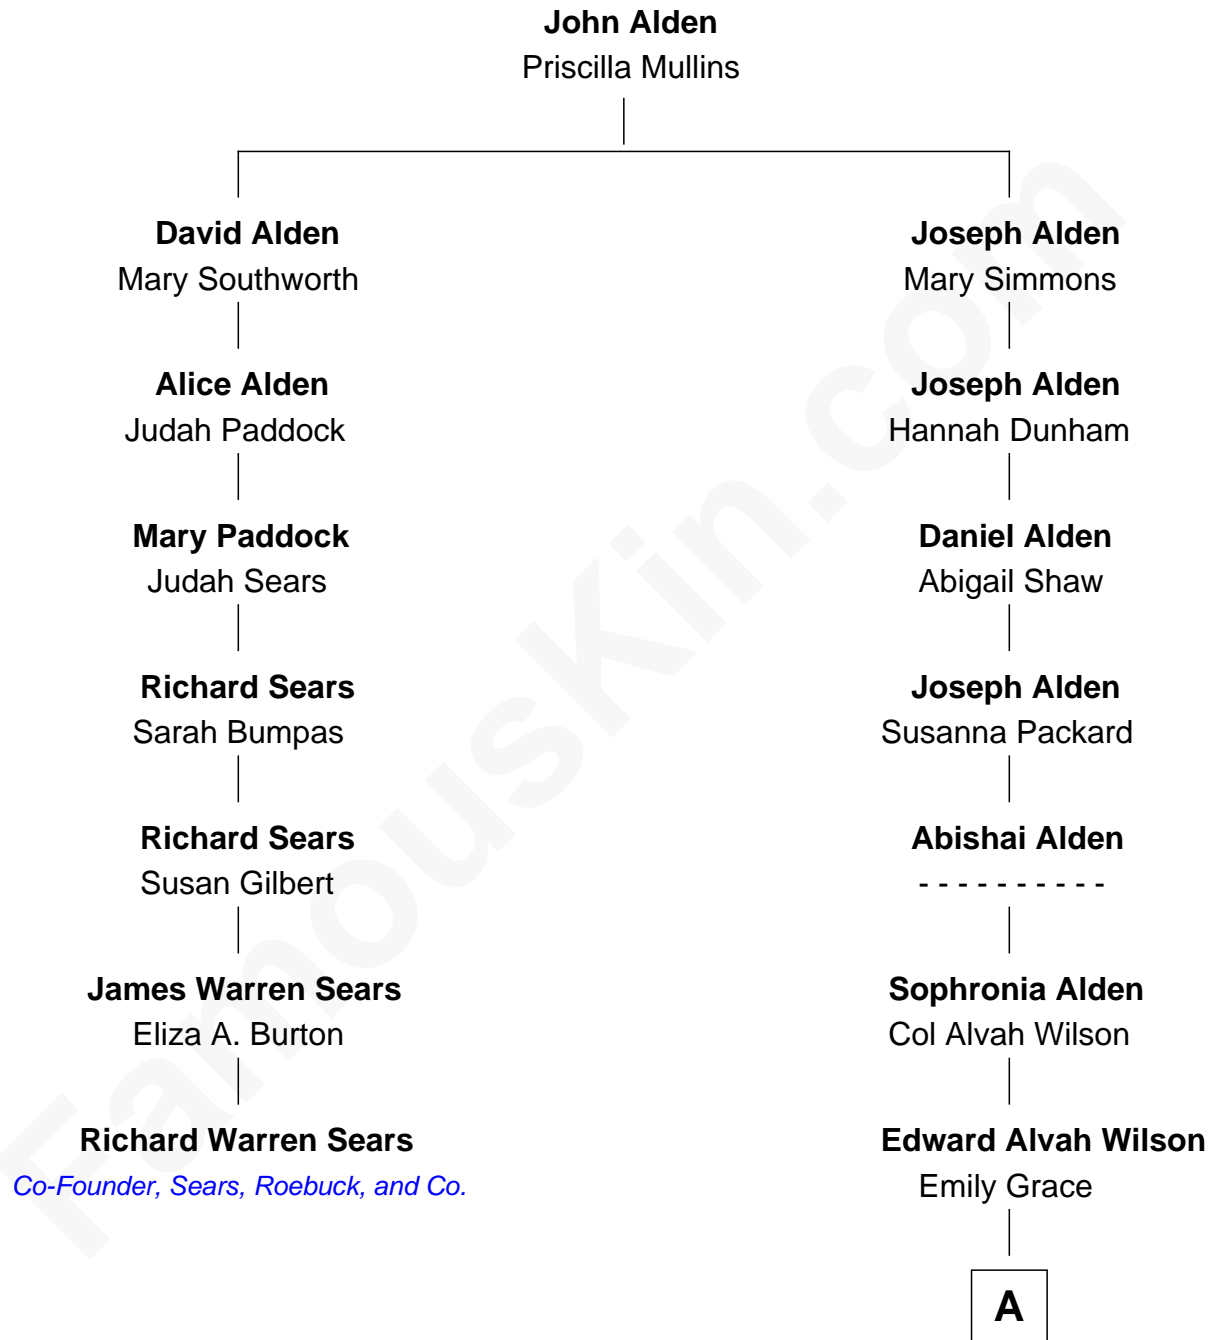 John Alden
Priscilla Mullins
David Alden
Mary Southworth
Joseph Alden
Mary Simmons
Alice Alden
Judah Paddock
Joseph Alden
Hannah Dunham
Mary Paddock
Judah Sears
Daniel Alden
Abigail Shaw
Richard Sears
Sarah Bumpas
Joseph Alden
Susanna Packard
Richard Sears
Susan Gilbert
Abishai Alden
- - - - - - - - - -
James Warren Sears
Eliza A. Burton
Sophronia Alden
Col Alvah Wilson
Richard Warren Sears
Co-Founder, Sears, Roebuck, and Co.
Edward Alvah Wilson
Emily Grace
A
FamousKin.com